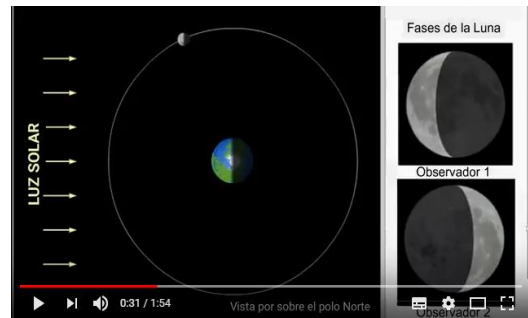 Fases de la Luna
LUZ SOLAR
Observador 1
0:31 / 1:54
Vista por sobre el polo Norte
Observador 2